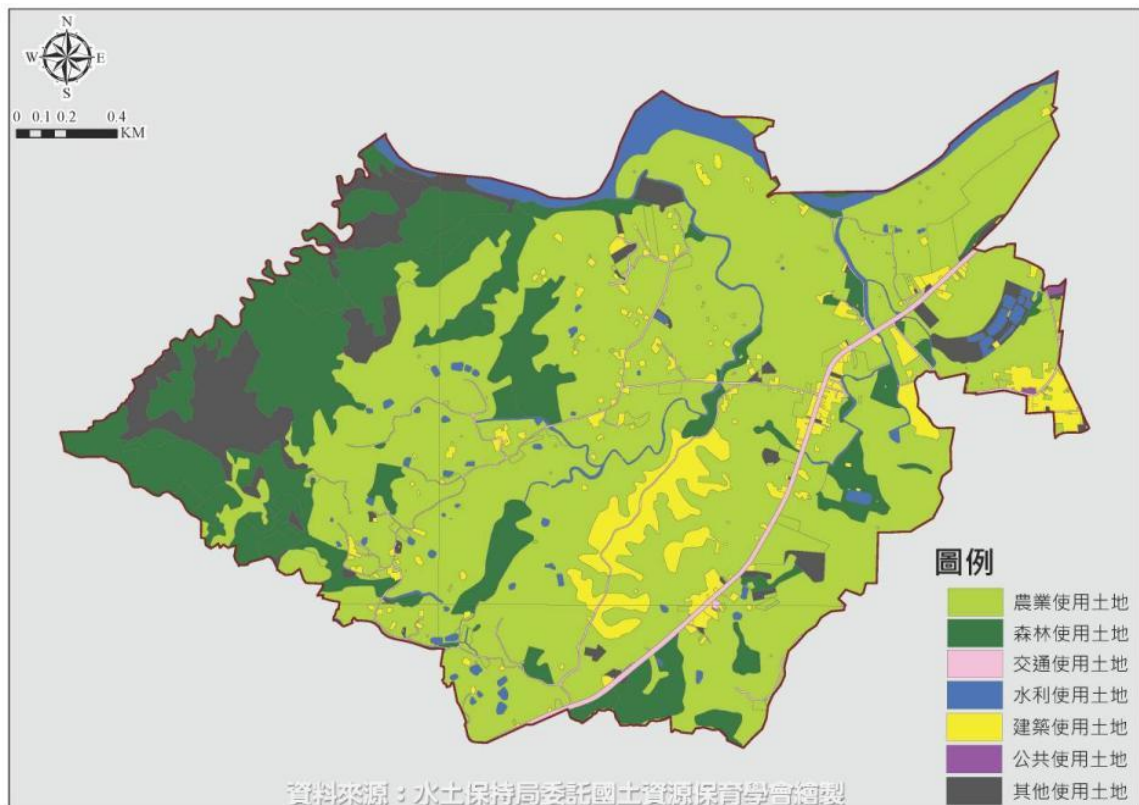 N
W
E
S
0 0.1 0.2 0.4
KM
圖例
農業使用土地
森林使用土地
交通使用土地
水利使用土地
建築使用土地
公共使用土地
其他使用土地
資料來源：水土保持局委託國土資源保育學會繪製